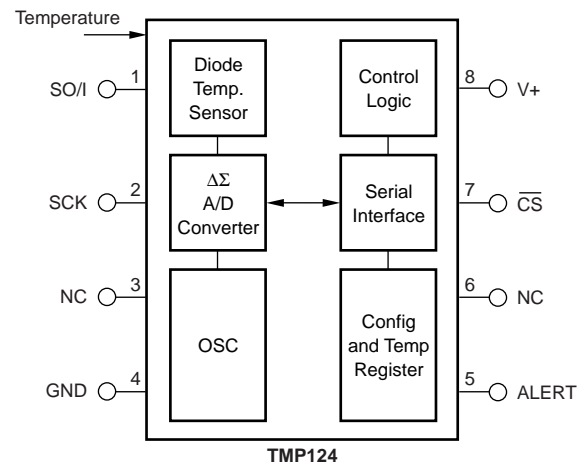 Temperature
1
SO/I
Diode
Temp.
Sensor
Control
Logic
8
V+
2
SCK
ΔΣ
A/D
Converter
Serial
Interface
7
C̅S̅
3
NC
OSC
Config
and Temp
Register
6
NC
4
GND
5
ALERT
TMP124